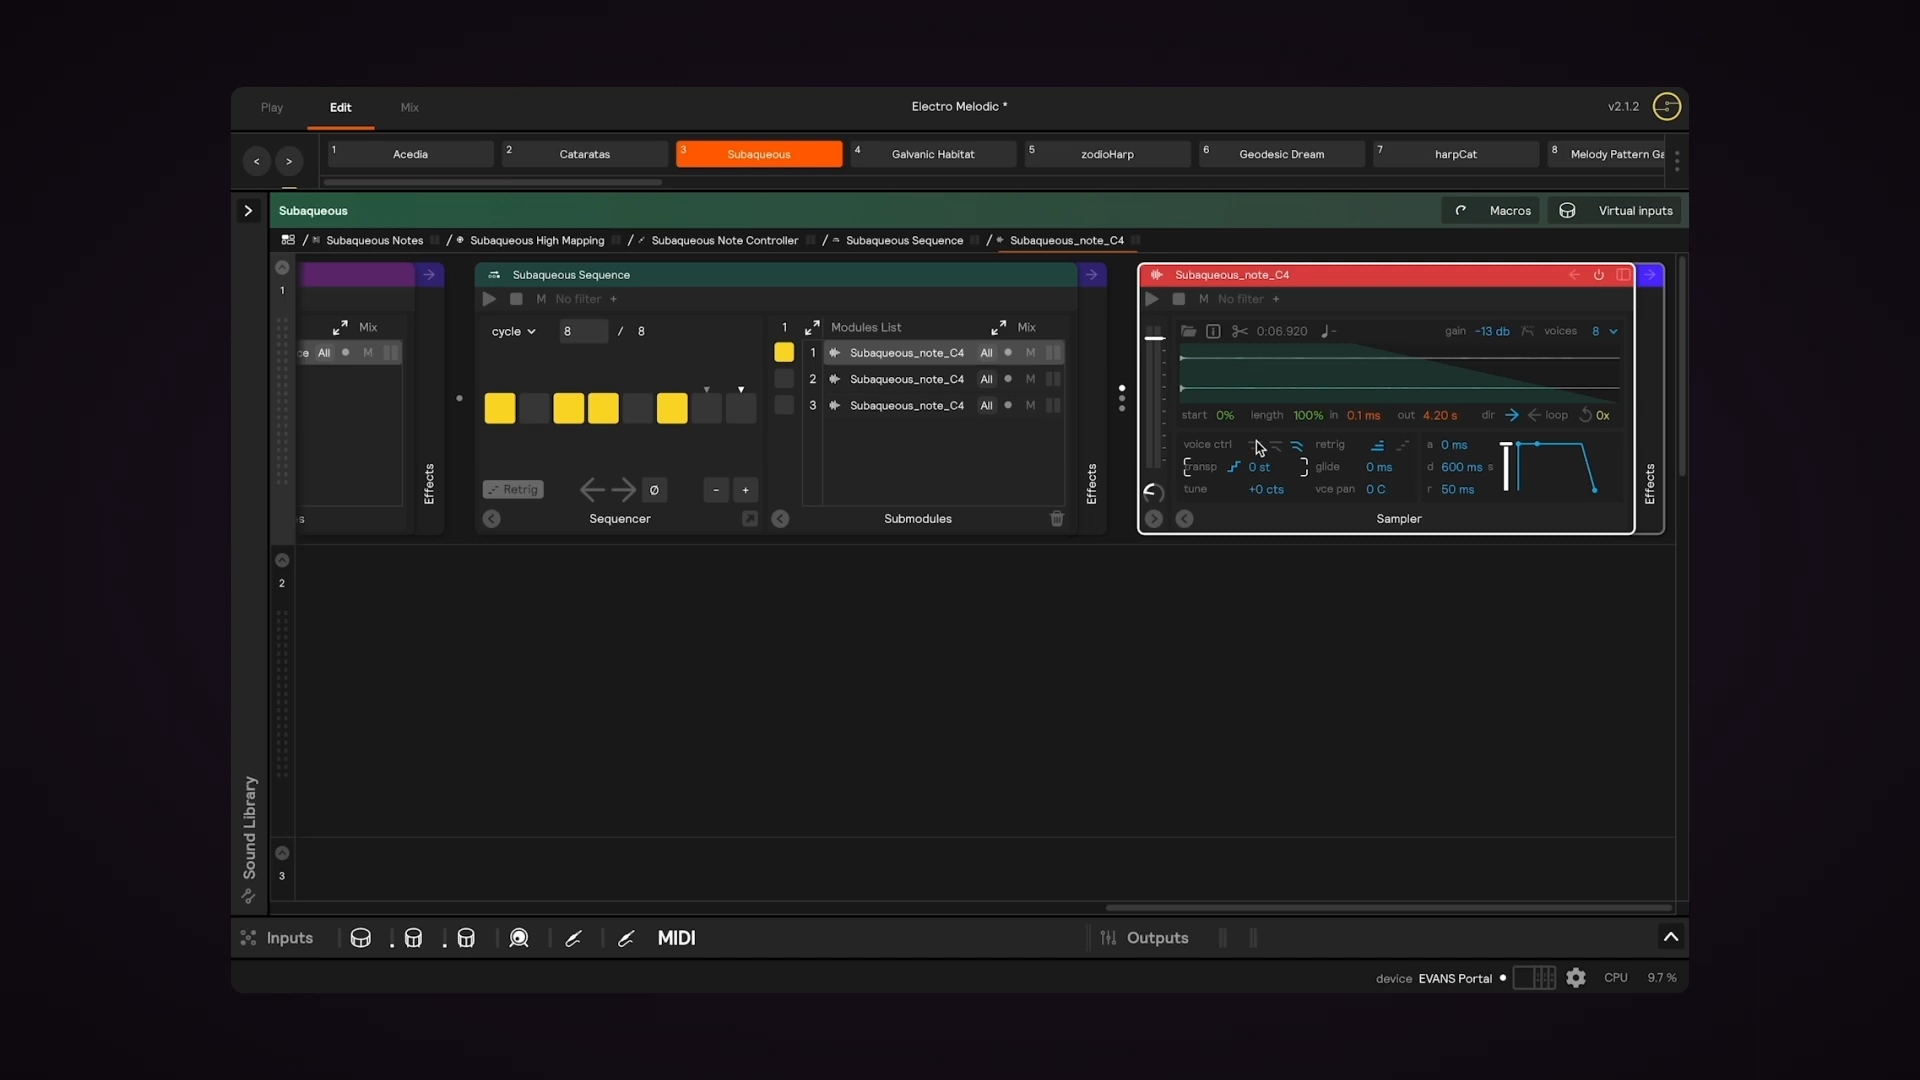 Play Edit Mix Electro Melodic * v2.1.2
< > 1 Acedia 2 Cataratas 3 Subaqueous 4 Galvanic Habitat 5 zodioHarp 6 Geodesic Dream 7 harpCat 8 Melody Pattern Ga
Subaqueous Macros Virtual inputs
/ Subaqueous Notes / Subaqueous High Mapping / Subaqueous Note Controller / Subaqueous Sequence / Subaqueous_note_C4
1
Mix
ce All M
s
Effects
Subaqueous Sequence
M No filter +
cycle 8 / 8
Retrig Ø - +
Sequencer
1 Modules List Mix
1 Subaqueous_note_C4 All M
2 Subaqueous_note_C4 All M
3 Subaqueous_note_C4 All M
Submodules
Effects
Subaqueous_note_C4
M No filter +
0:06.920 - gain -13 db voices 8
start 0% length 100% in 0.1 ms out 4.20 s dir loop 0x
voice ctrl retrig a 0 ms
transp 0 st glide 0 ms d 600 ms s
tune +0 cts vce pan 0 C r 50 ms
Sampler
Effects
2
3
Sound Library
Inputs MIDI Outputs
device EVANS Portal CPU 9.7 %